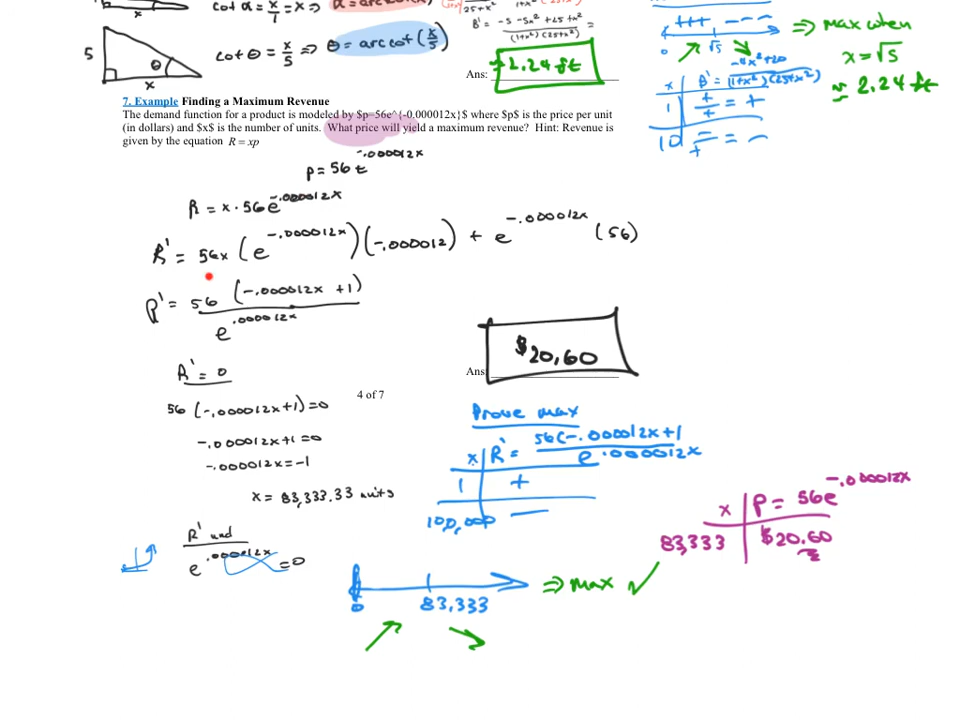 cot α = x/1 = x ⇒
5
θ
x
cot θ = x/5 ⇒ θ = arccot(x/5)
B' = -5 -5x² +25 +x² =
(1+x²)(25+x²)
Ans: 2.24 ft
+++ - - -
0 √5
⇒ max when
x = √5
≈ 2.24 ft
-4x²+20
x B' = (1+x²)(25+x²)
1 +/+ = +
10 -/+ = -
7. Example Finding a Maximum Revenue
The demand function for a product is modeled by $p=56e^{-0.000012x}$ where $p$ is the price per unit
(in dollars) and $x$ is the number of units. What price will yield a maximum revenue? Hint: Revenue is
given by the equation R = xp
p = 56e^-.000012x
R = x · 56e^-.000012x
R' = 56x (e^-.000012x)(-.000012) + e^-.000012x (56)
R' = 56 (-.000012x +1)
e^.000012x
$20.60
Ans
R' = 0
56 (-.000012x+1)=0
4 of 7
-.000012x+1=0
-.000012x=-1
x = 83,333.33 units
R' und
e^.000012x = 0
Prove max
x R' = 56(-.000012x+1
e^.000012x
1 +
100,000 -
x p = 56e^-.000012x
83,333 $20.60
0 83,333 ⇒ max ✓